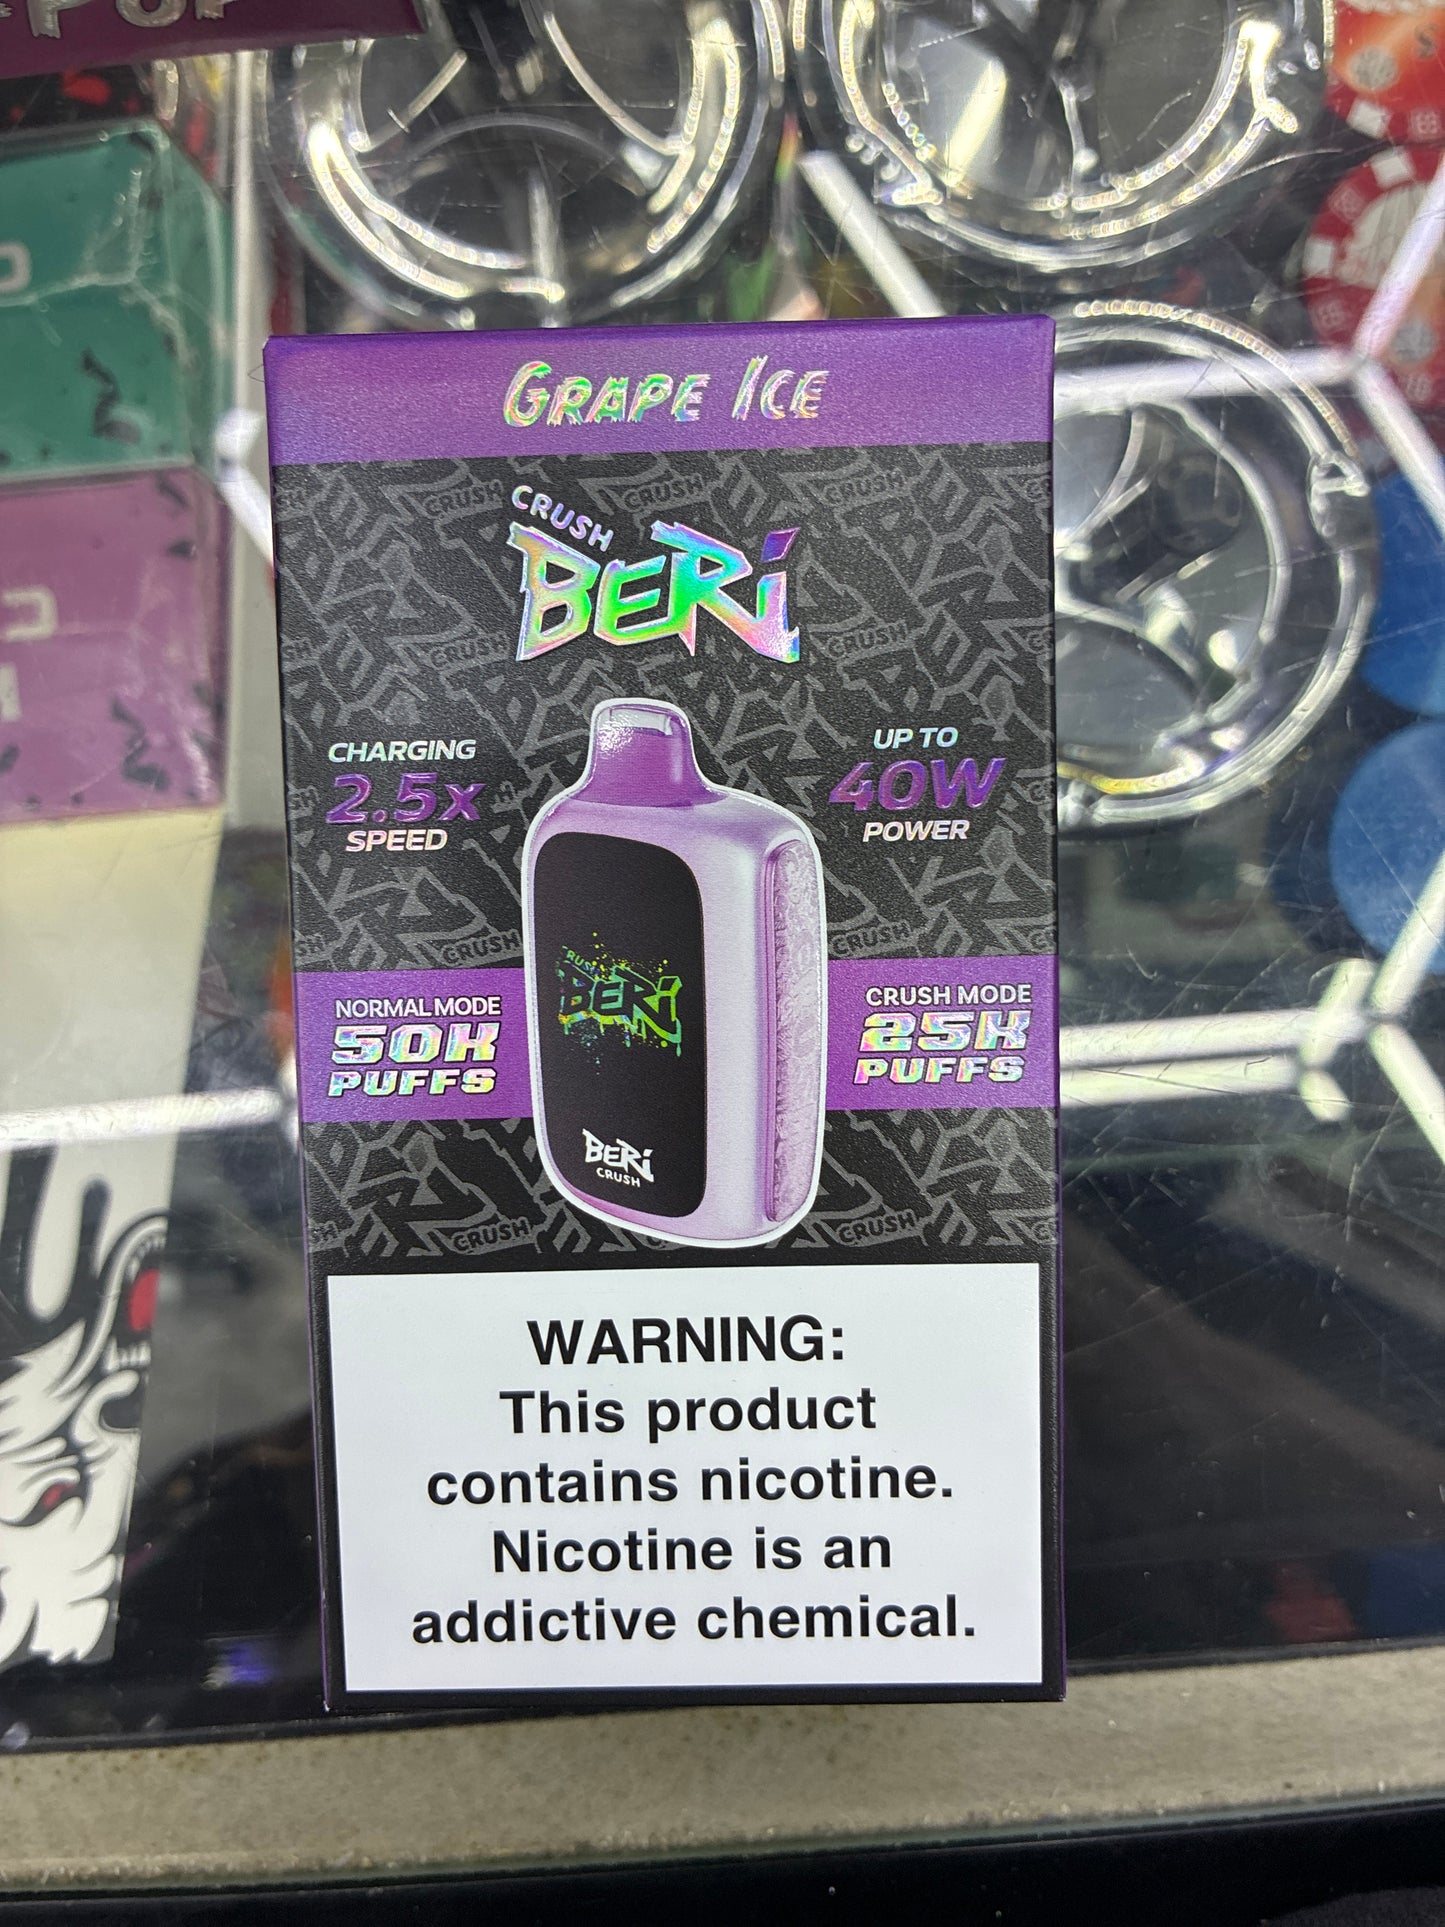 GRAPE ICE
CRUSH
BERI
CHARGING
2.5X
SPEED
UP TO
40W
POWER
NORMAL MODE
50K
PUFFS
CRUSH MODE
25K
PUFFS
BERI
BERI
CRUSH
WARNING:
This product
contains nicotine.
Nicotine is an
addictive chemical.